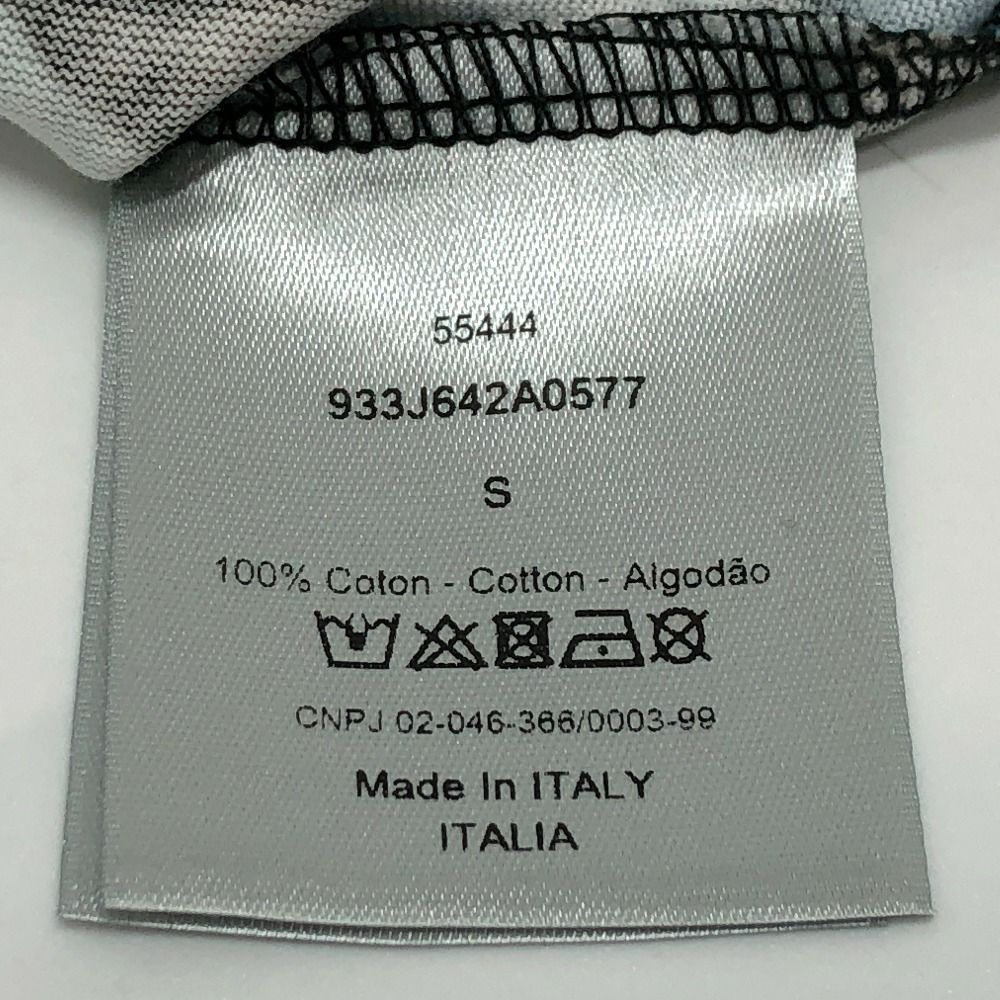 55444
933J642A0577
S
100% Coton - Cotton - Algodão
CNPJ 02-046-366/0003-99
Made In ITALY
ITALIA